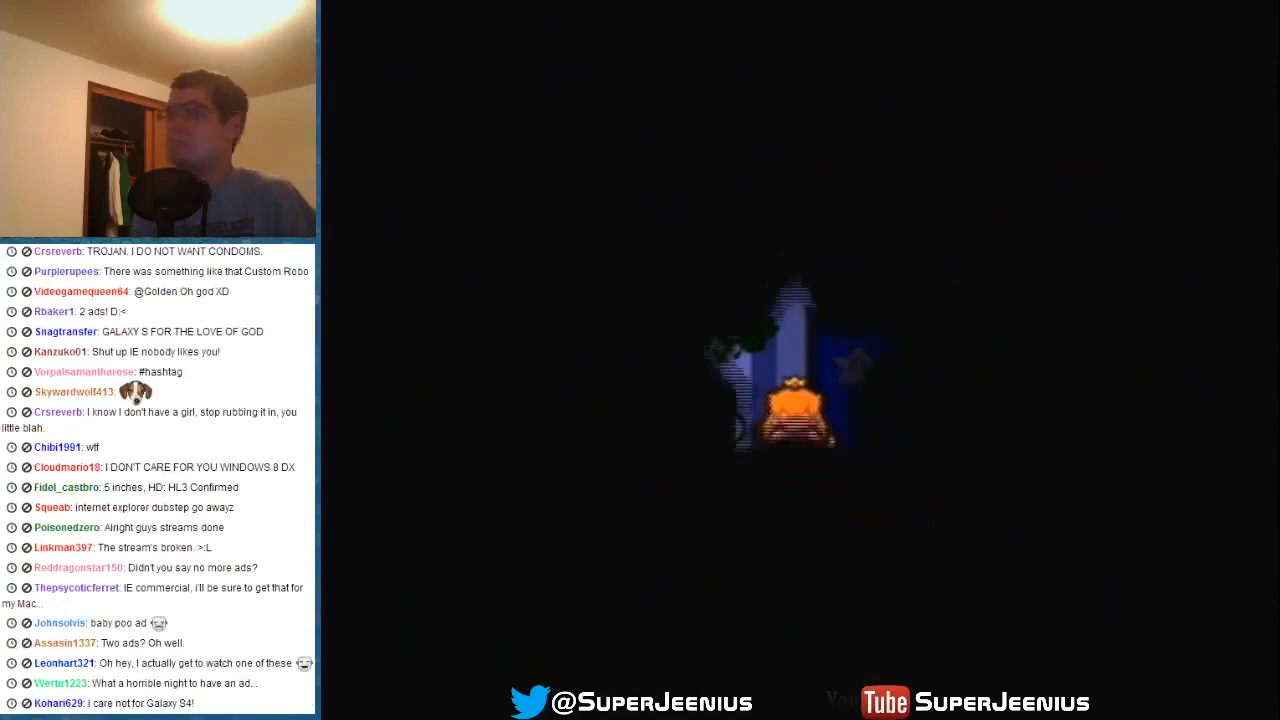 Crsreverb: TROJAN. I DO NOT WANT CONDOMS.
Purplerupees: There was something like that Custom Robo
Videogamequeen64: @Golden Oh god XD
Rbaker1: 2 ads! D:<
Snagtransfer: GALAXY S FOR THE LOVE OF GOD
Kanzuko01: Shut up IE nobody likes you!
Vorpalsamantharose: #hashtag
Skywardwolf413:
Crsreverb: I know I don't have a girl, stop rubbing it in, you
little blah.
Chibi1991: wtf
Cloudmario18: I DON'T CARE FOR YOU WINDOWS 8 DX
Fidel_castbro: 5 inches, HD: HL3 Confirmed
Squeab: internet explorer dubstep go awayz
Poisonedzero: Alright guys streams done
Linkman397: The stream's broken. >:L
Reddragonstar150: Didn't you say no more ads?
Thepsycoticferret: IE commercial, i'll be sure to get that for
my Mac...
Johnsolvis: baby poo ad
Assasin1337: Two ads? Oh well.
Leonhart321: Oh hey, I actually get to watch one of these
Wertu1223: What a horrible night to have an ad...
Kohari629: I care not for Galaxy S4!
@SuperJeenius
YouTube SuperJeenius